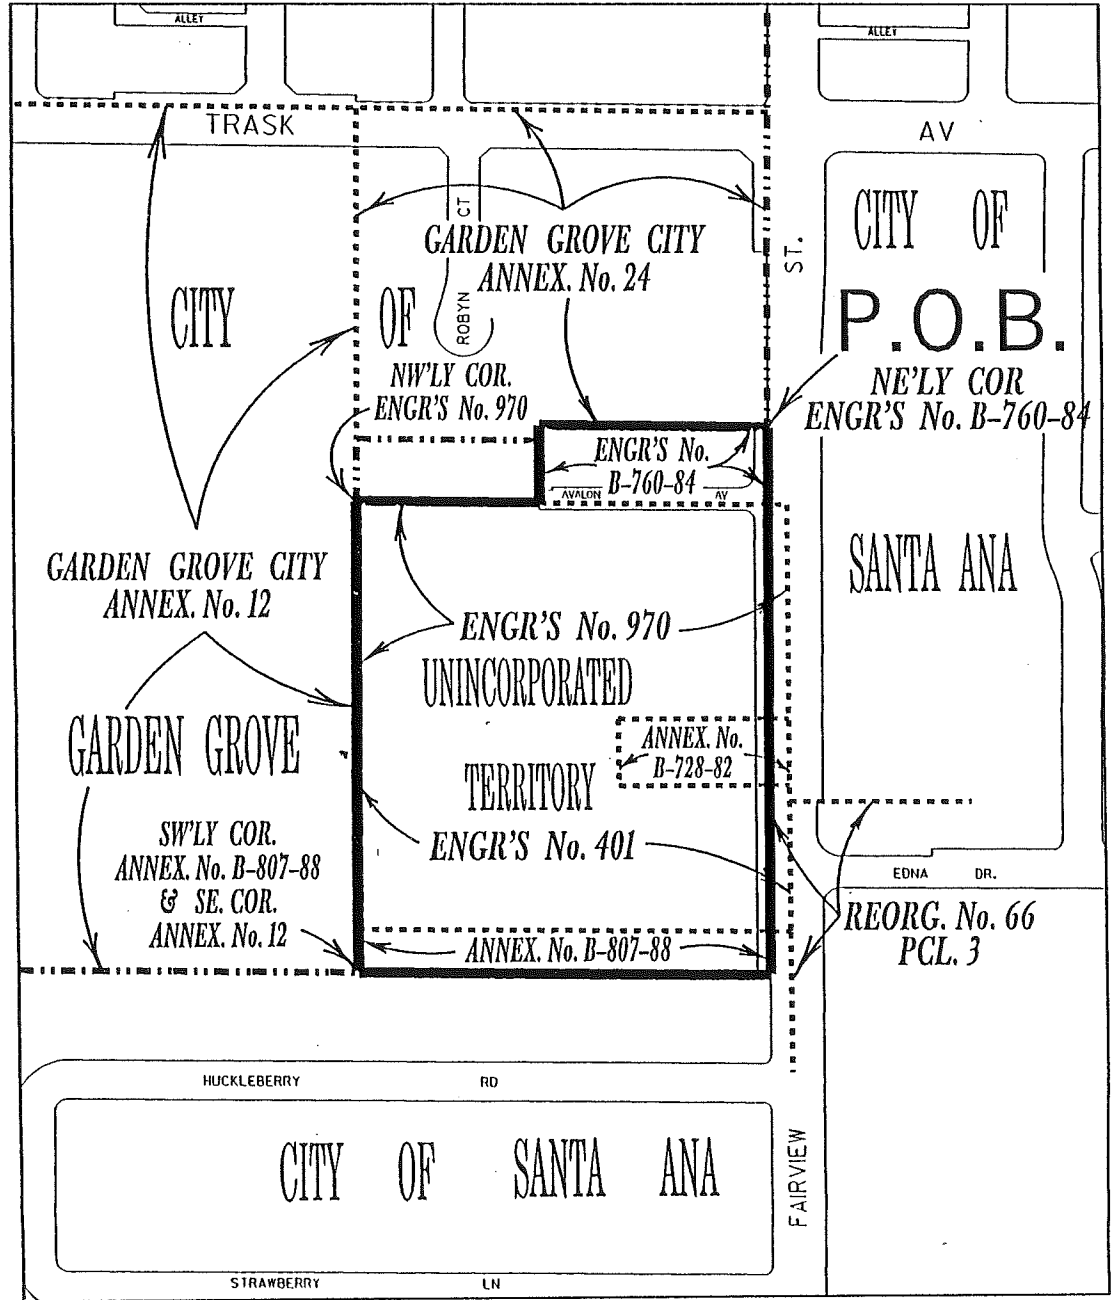 ALLEY
ALLEY
TRASK
AV
CT
ROBYN
ST.
CITY OF
GARDEN GROVE CITY
ANNEX. No. 24
CITY OF
P.O.B.
NE'LY COR
ENGR'S No. B-760-84
NW'LY COR.
ENGR'S No. 970
ENGR'S No.
B-760-84
AVALON AV
SANTA ANA
GARDEN GROVE CITY
ANNEX. No. 12
ENGR'S No. 970
UNINCORPORATED
TERRITORY
GARDEN GROVE
ANNEX. No.
B-728-82
ENGR'S No. 401
SW'LY COR.
ANNEX. No. B-807-88
& SE. COR.
ANNEX. No. 12
EDNA DR.
REORG. No. 66
PCL. 3
ANNEX. No. B-807-88
HUCKLEBERRY RD
CITY OF SANTA ANA
FAIRVIEW
STRAWBERRY LN